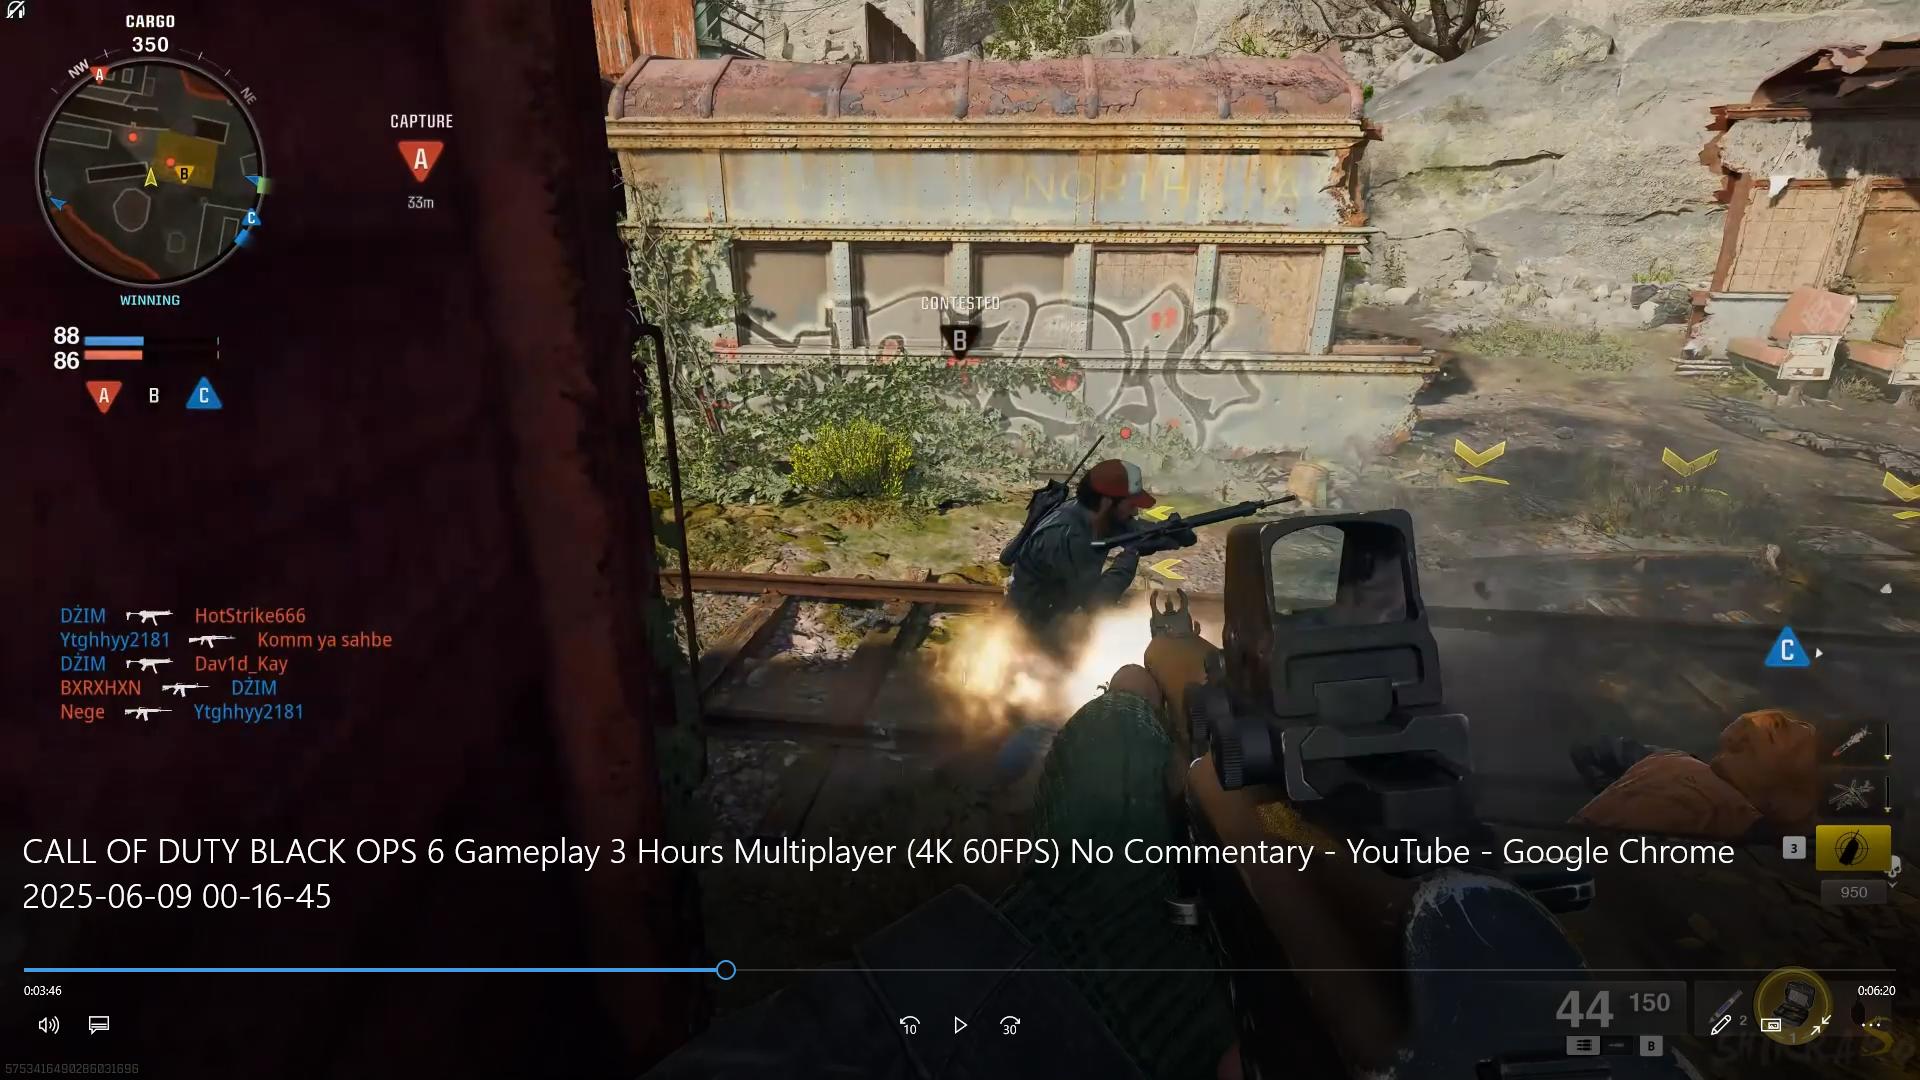 CARGO
350
NW
A
NE
B
C
WINNING
CAPTURE
A
33m
88
86
A B C
NORTH
CONTESTED
B
DŻIM HotStrike666
Ytghhyy2181 Komm ya sahbe
DŻIM Dav1d_Kay
BXRXHXN DŻIM
Nege Ytghhyy2181
C
CALL OF DUTY BLACK OPS 6 Gameplay 3 Hours Multiplayer (4K 60FPS) No Commentary - YouTube - Google Chrome
2025-06-09 00-16-45
3
950
0:03:46
0:06:20
44 150
2
10
30
1
B
5753416490286031696